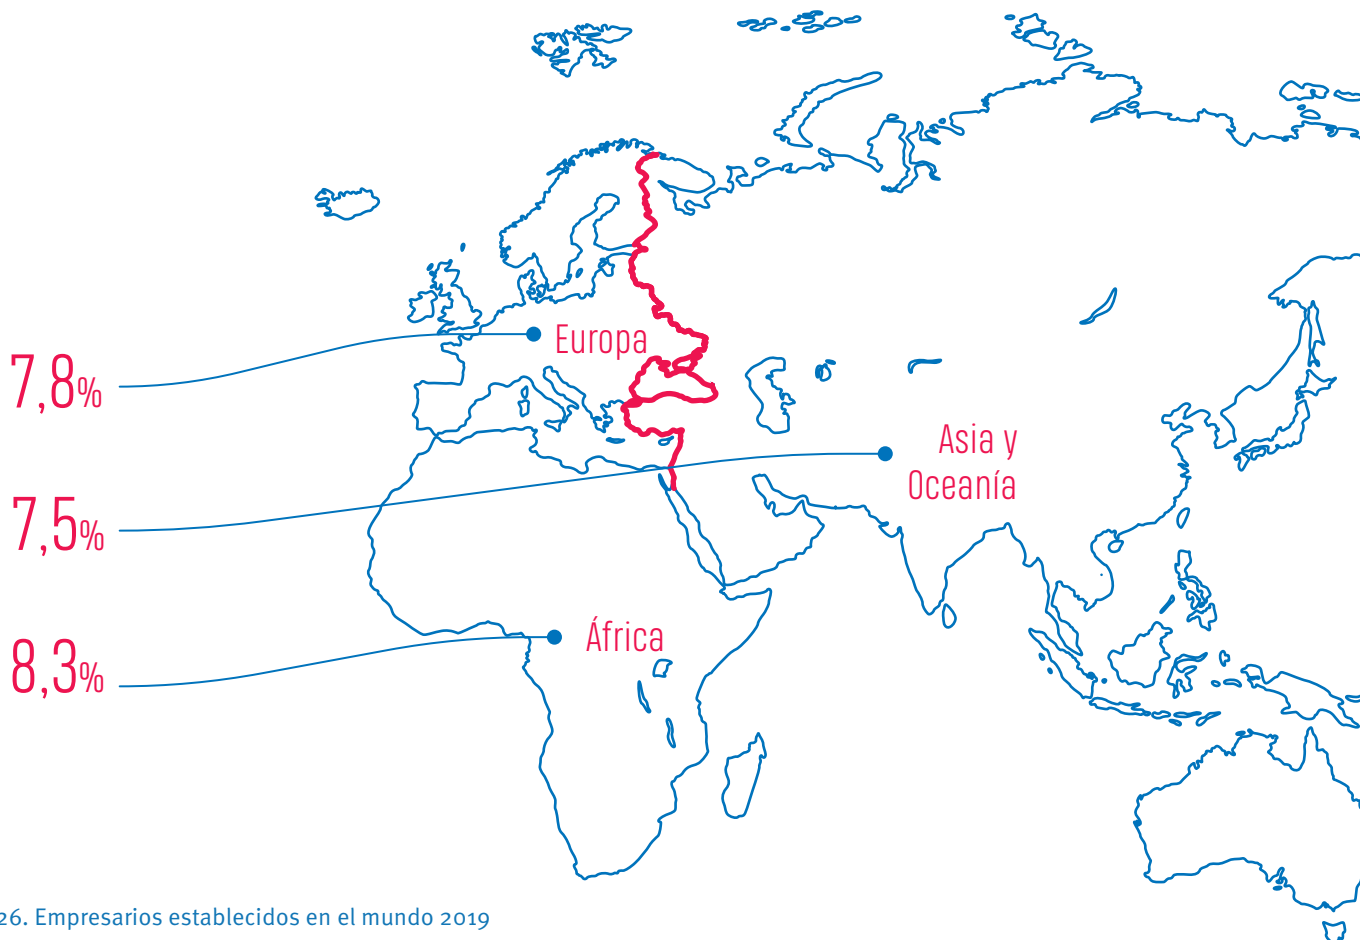 Europa
7,8%
Asia y
Oceanía
7,5%
África
8,3%
26. Empresarios establecidos en el mundo 2019